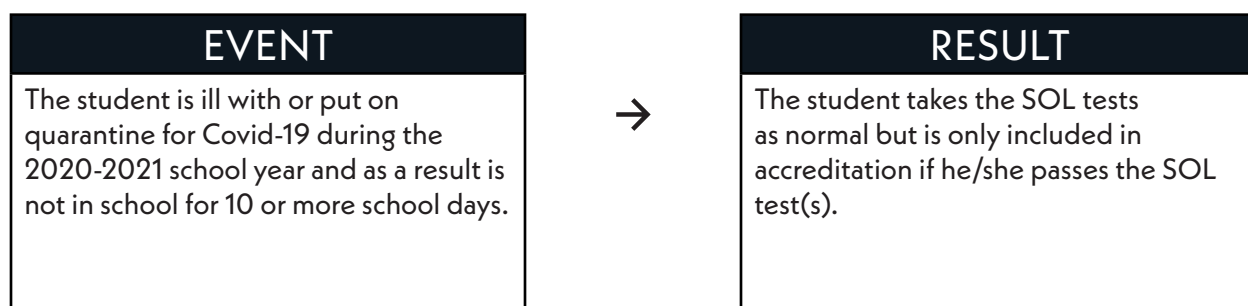 EVENT
The student is ill with or put on
quarantine for Covid-19 during the
2020-2021 school year and as a result is
not in school for 10 or more school days.
→
RESULT
The student takes the SOL tests
as normal but is only included in
accreditation if he/she passes the SOL
test(s).